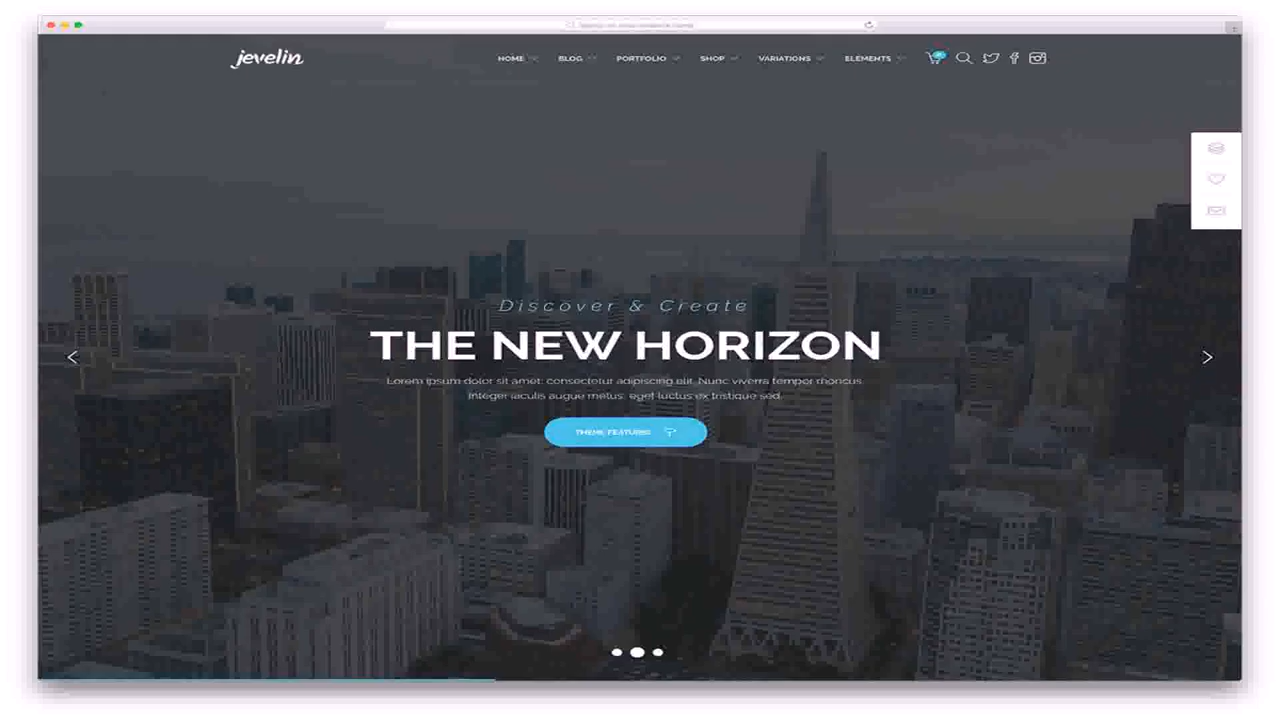 jevelin
HOME BLOG PORTFOLIO SHOP VARIATIONS ELEMENTS
Discover & Create
THE NEW HORIZON
Lorem ipsum dolor sit amet, consectetur adipiscing elit. Nunc viverra tempor rhoncus.
Integer iaculis augue metus, eget luctus ex tristique sed.
THEME FEATURES